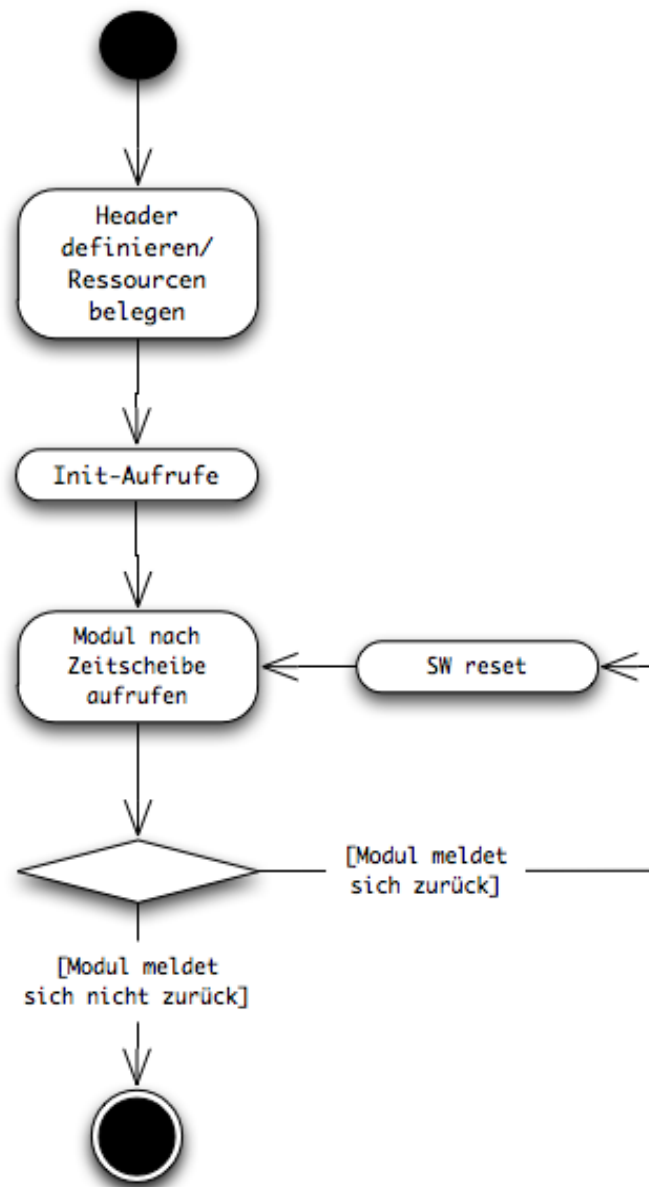 Header
definieren/
Ressourcen
belegen
Init-Aufrufe
Modul nach
Zeitscheibe
aufrufen
SW reset
[Modul meldet
sich zurück]
[Modul meldet
sich nicht zurück]